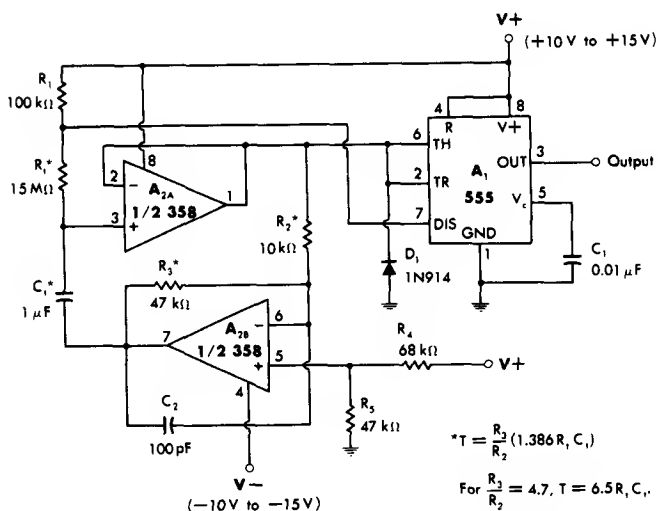 V+
(+10 V to +15V)
R₁
100 kΩ
R₁*
15 MΩ
8
2
−
A₂A
1
1/2 358
3
+
4
8
R
V+
6
TH
A₁
OUT
3
Output
2
TR
555
Vc
5
7
DIS
GND
1
C₁
0.01 μF
R₂*
10 kΩ
D₁
1N914
C₁*
1 μF
R₃*
47 kΩ
7
A₂B
−
6
1/2 358
+
5
4
R₄
68 kΩ
V+
C₂
100 pF
R₅
47 kΩ
V−
(−10V to −15V)
*T = R₃/R₂ (1.386 R₁ C₁)
For R₃/R₂ = 4.7, T = 6.5 R₁ C₁.